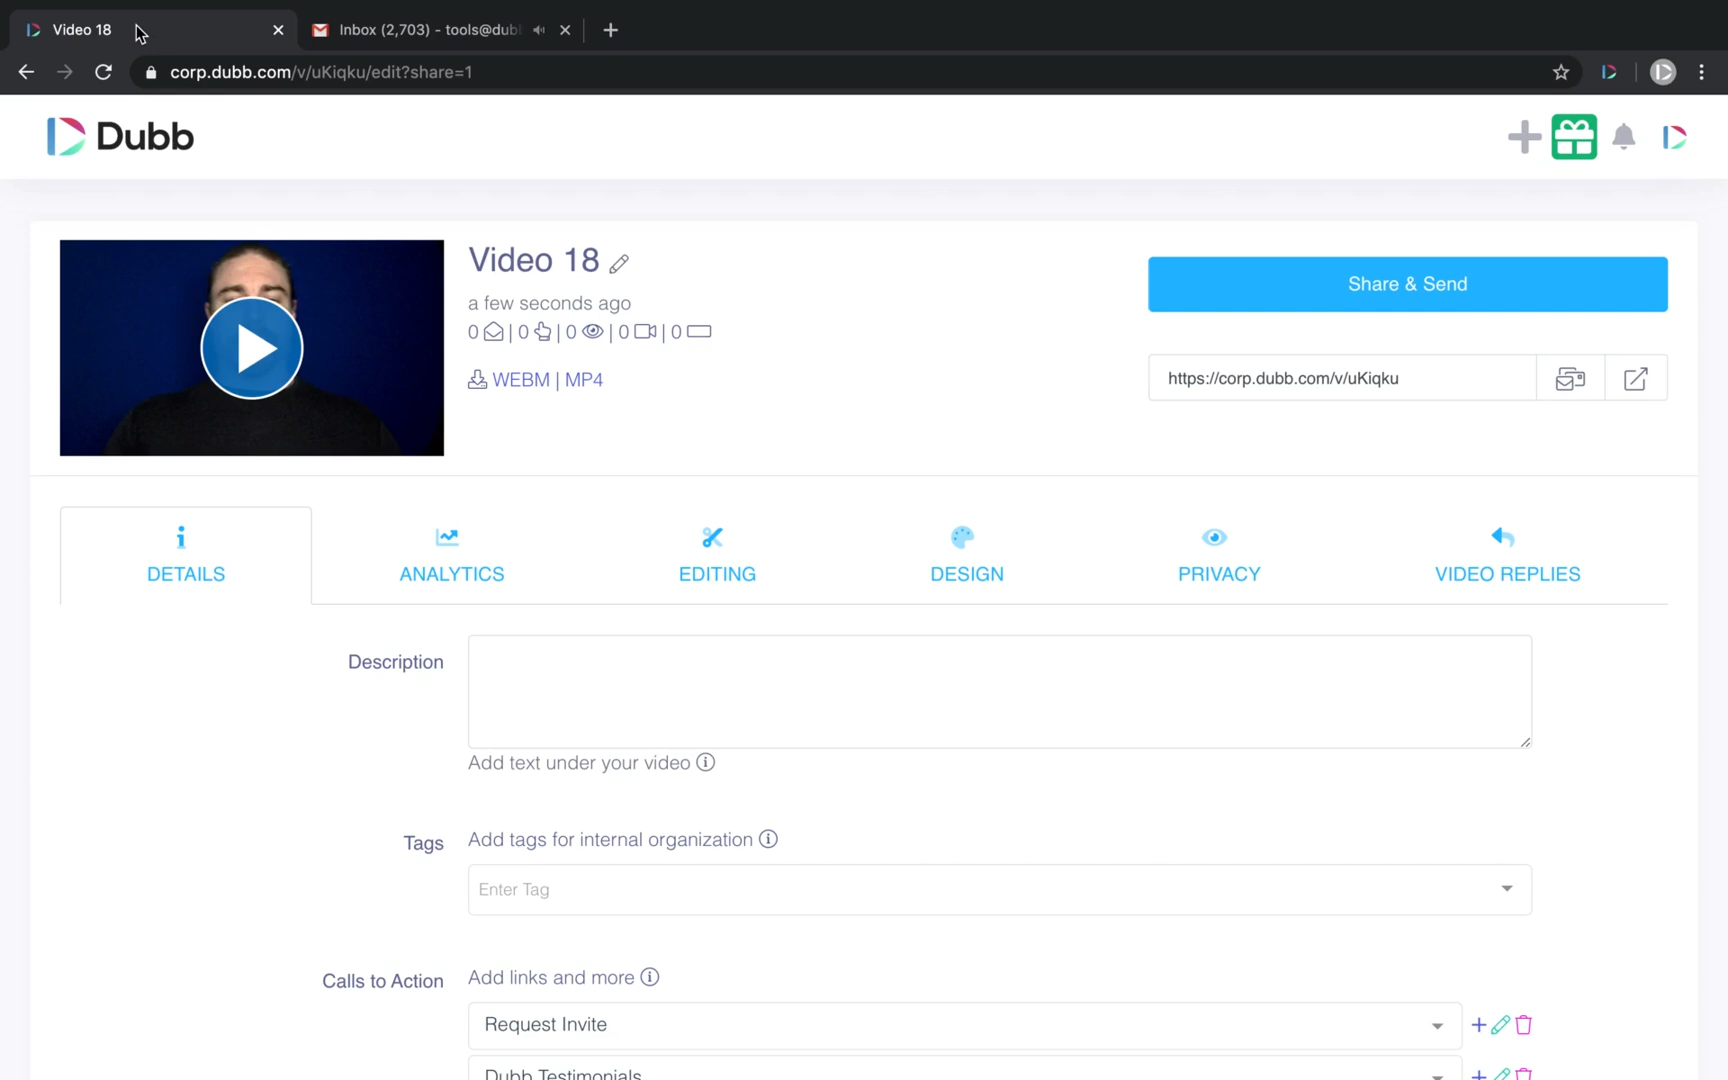 Video 18
Inbox (2,703) - tools@dubb
corp.dubb.com/v/uKiqku/edit?share=1
Dubb
Video 18
a few seconds ago
0 | 0 | 0 | 0 | 0
WEBM | MP4
Share & Send
https://corp.dubb.com/v/uKiqku
DETAILS
ANALYTICS
EDITING
DESIGN
PRIVACY
VIDEO REPLIES
Description
Add text under your video
Tags
Add tags for internal organization
Enter Tag
Calls to Action
Add links and more
Request Invite
Dubb Testimonials